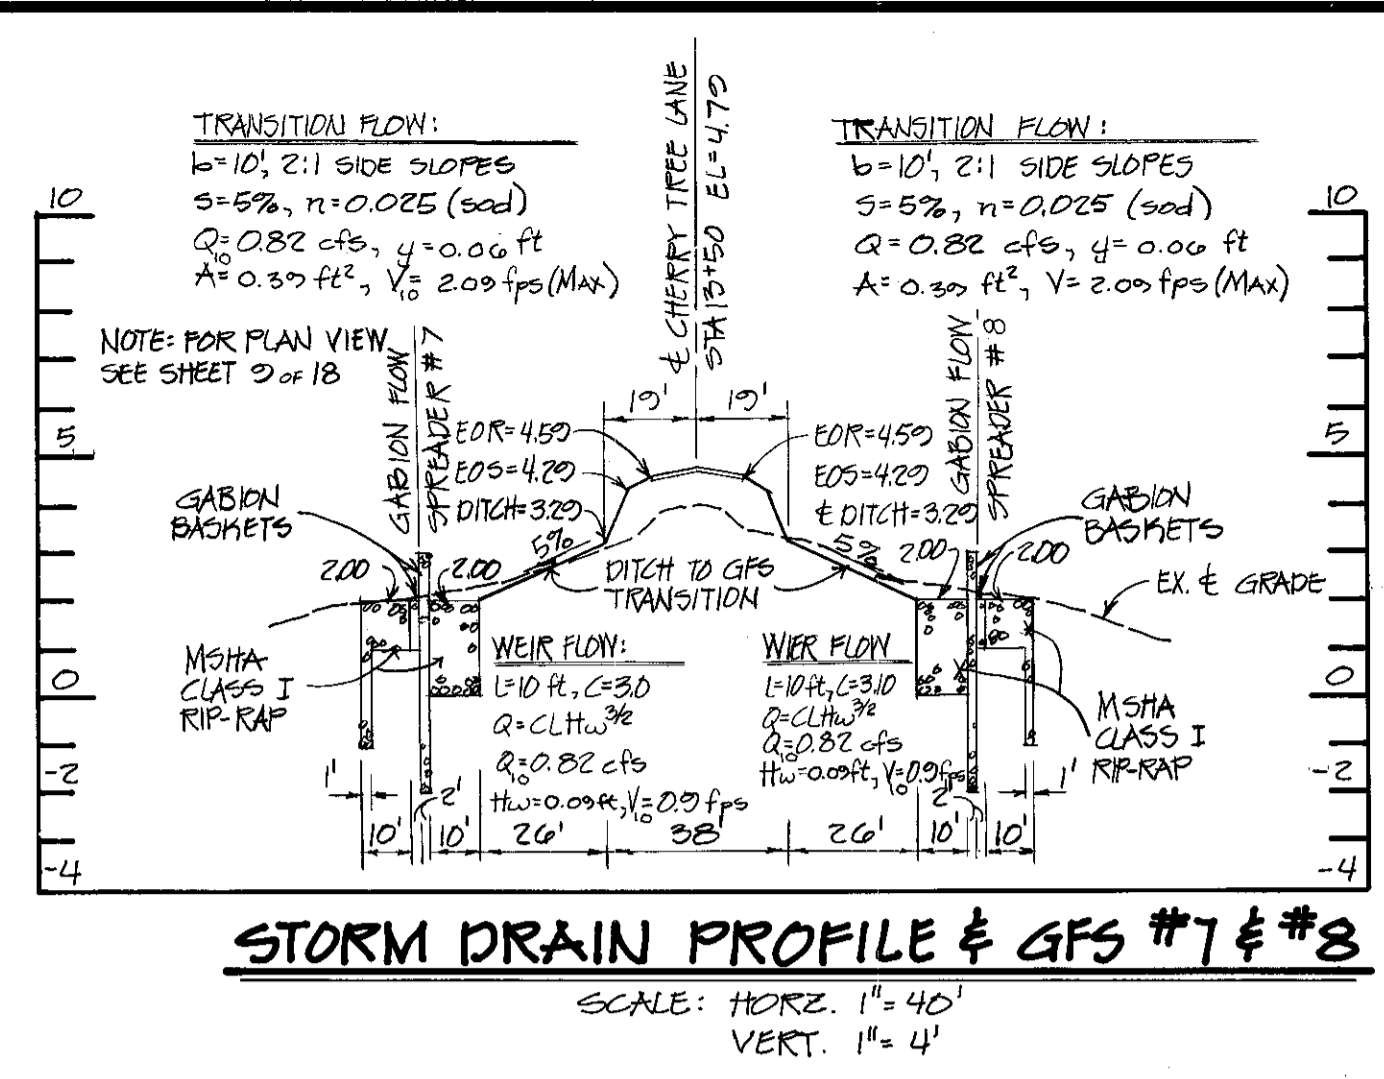 TRANSITION FLOW:
b=10', 2:1 SIDE SLOPES
S=5%, n=0.025 (sod)
Q10=0.82 cfs, y=0.06 ft
A=0.39 ft², V10= 2.09 fps (MAX)
NOTE: FOR PLAN VIEW
SEE SHEET 9 OF 18
℄ CHERRY TREE LANE
STA 13+50 EL=4.79
TRANSITION FLOW:
b=10', 2:1 SIDE SLOPES
S=5%, n=0.025 (sod)
Q=0.82 cfs, y=0.06 ft
A=0.39 ft², V=2.09 fps (MAX)
10
5
0
-2
-4
10
5
0
-2
-4
GABION FLOW
SPREADER #7
GABION FLOW
SPREADER #8
19'
19'
EOR=4.59
EOS=4.29
DITCH=3.29
EOR=4.59
EOS=4.29
℄ DITCH=3.29
GABION
BASKETS
GABION
BASKETS
2.00
2.00
5%
DITCH TO GFS
TRANSITION
5%
2.00
2.00
EX. ℄ GRADE
MSHA
CLASS I
RIP-RAP
WEIR FLOW:
L=10 ft, C=3.0
Q=CLHw^3/2
Q10=0.82 cfs
Hw=0.09ft, V10=0.9 fps
WIER FLOW
L=10 ft, C=3.10
Q=CLHw^3/2
Q10=0.82 cfs
Hw=0.09ft, V10=0.9fps
MSHA
CLASS I
RIP-RAP
1'
2'
2'
1'
10'
10'
26'
38'
26'
10'
10'
STORM DRAIN PROFILE & GFS #7 & #8
SCALE: HORZ. 1"=40'
VERT. 1"= 4'